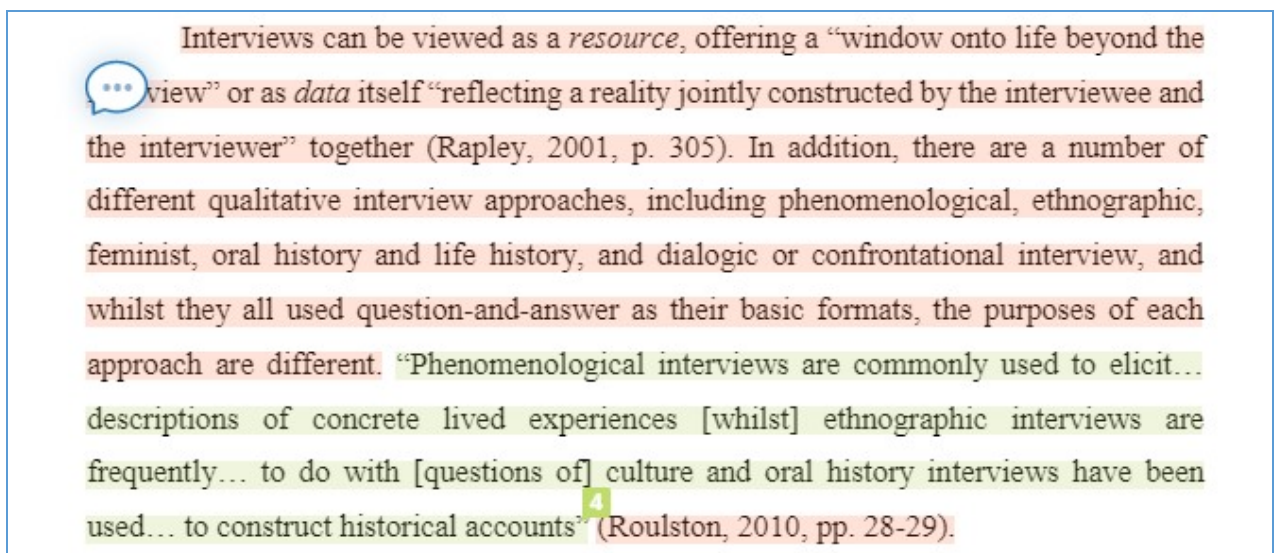 Interviews can be viewed as a resource, offering a “window onto life beyond the
view” or as data itself “reflecting a reality jointly constructed by the interviewee and
the interviewer” together (Rapley, 2001, p. 305). In addition, there are a number of
different qualitative interview approaches, including phenomenological, ethnographic,
feminist, oral history and life history, and dialogic or confrontational interview, and
whilst they all used question-and-answer as their basic formats, the purposes of each
approach are different. “Phenomenological interviews are commonly used to elicit…
descriptions of concrete lived experiences [whilst] ethnographic interviews are
frequently… to do with [questions of] culture and oral history interviews have been
4
used… to construct historical accounts” (Roulston, 2010, pp. 28-29).